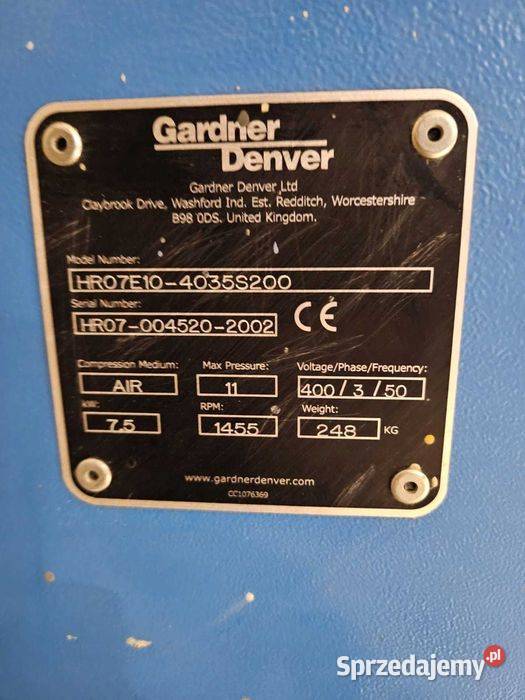 Gardner
Denver
Gardner Denver Ltd
Claybrook Drive, Washford Ind. Est. Redditch, Worcestershire
B98 0DS. United Kingdom.
Model Number:
HR07E10-4035S200
Serial Number:
HR07-004520-2002 CE
Compression Medium: Max Pressure: Voltage/Phase/Frequency:
AIR 11 400/3/50
kW: RPM: Weight:
7.5 1455 248 KG
www.gardnerdenver.com
CC1076369
Sprzedajemy.pl